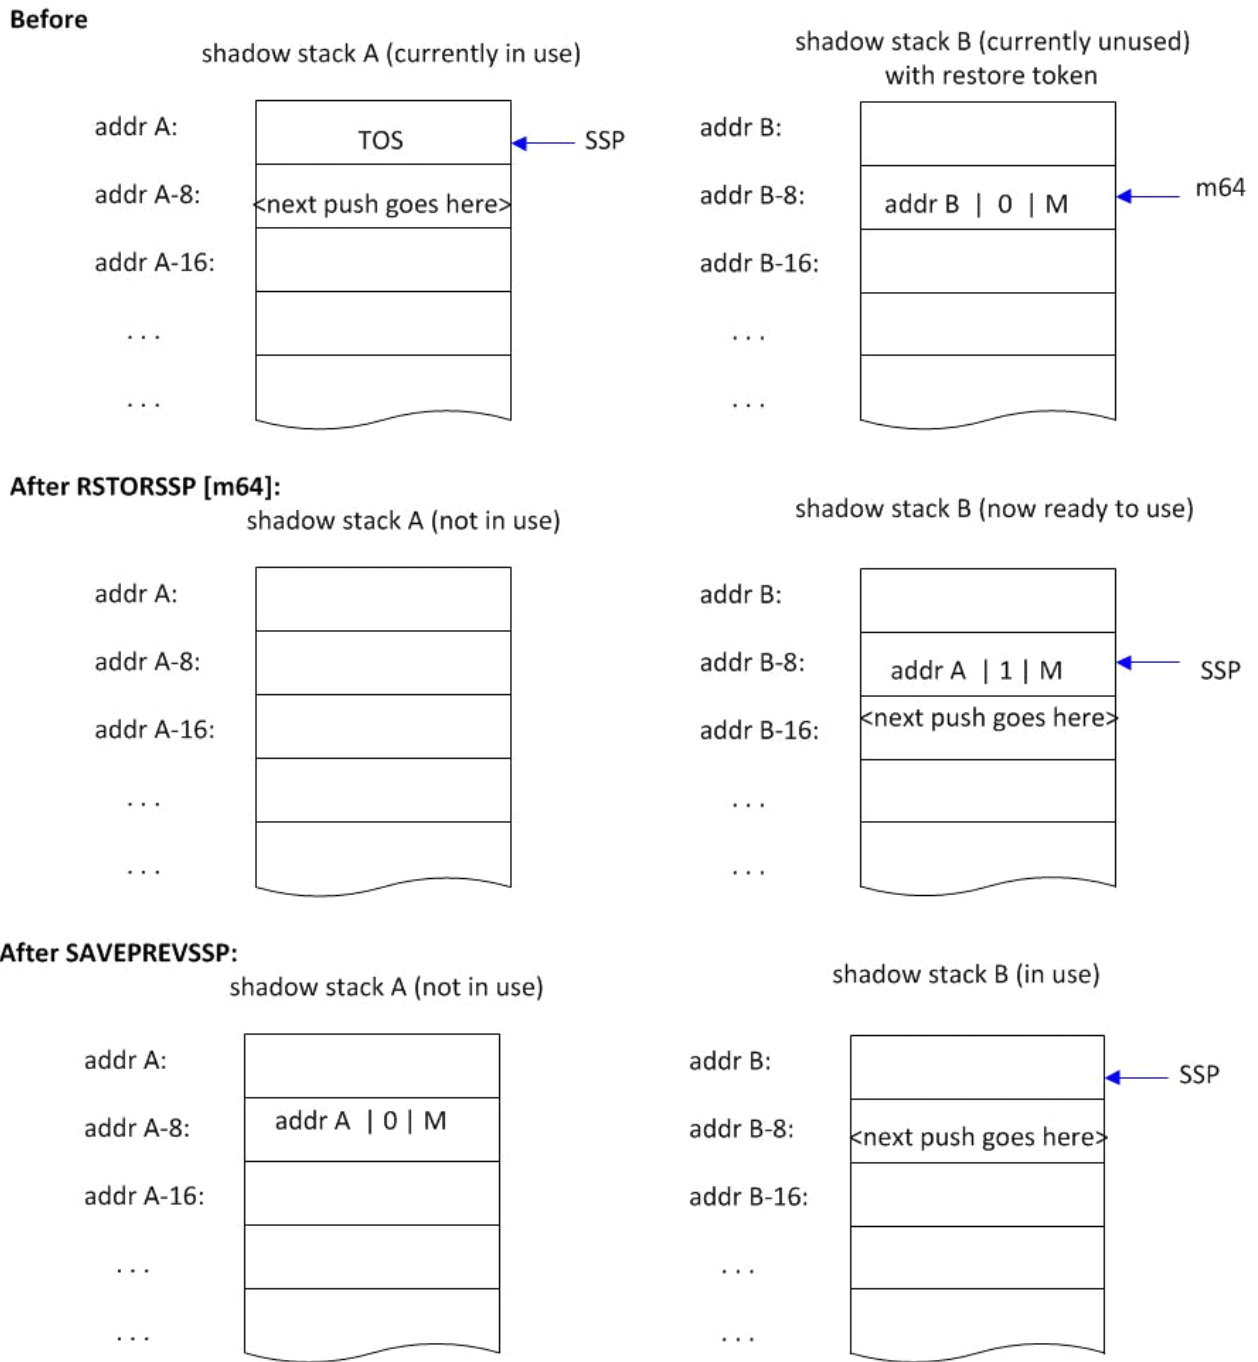 Before
shadow stack A (currently in use)
shadow stack B (currently unused)
with restore token
addr A:
TOS
SSP
addr B:
addr A-8:
<next push goes here>
addr B-8:
addr B | 0 | M
m64
addr A-16:
addr B-16:
. . .
. . .
. . .
. . .
After RSTORSSP [m64]:
shadow stack A (not in use)
shadow stack B (now ready to use)
addr A:
addr B:
addr A-8:
addr B-8:
addr A | 1 | M
SSP
addr A-16:
addr B-16:
<next push goes here>
. . .
. . .
. . .
. . .
After SAVEPREVSSP:
shadow stack A (not in use)
shadow stack B (in use)
addr A:
addr B:
SSP
addr A-8:
addr A | 0 | M
addr B-8:
<next push goes here>
addr A-16:
addr B-16:
. . .
. . .
. . .
. . .